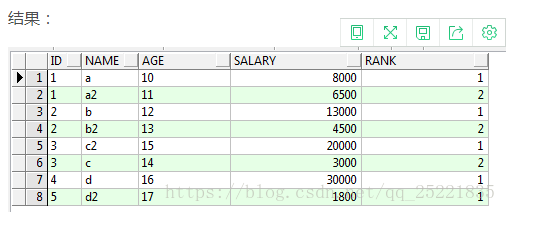 结果：
ID NAME AGE SALARY RANK
1 1 a 10 8000 1
2 1 a2 11 6500 2
3 2 b 12 13000 1
4 2 b2 13 4500 2
5 3 c2 15 20000 1
6 3 c 14 3000 2
7 4 d 16 30000 1
8 5 d2 17 1800 1
https://blog.csdn.net/qq_25221835